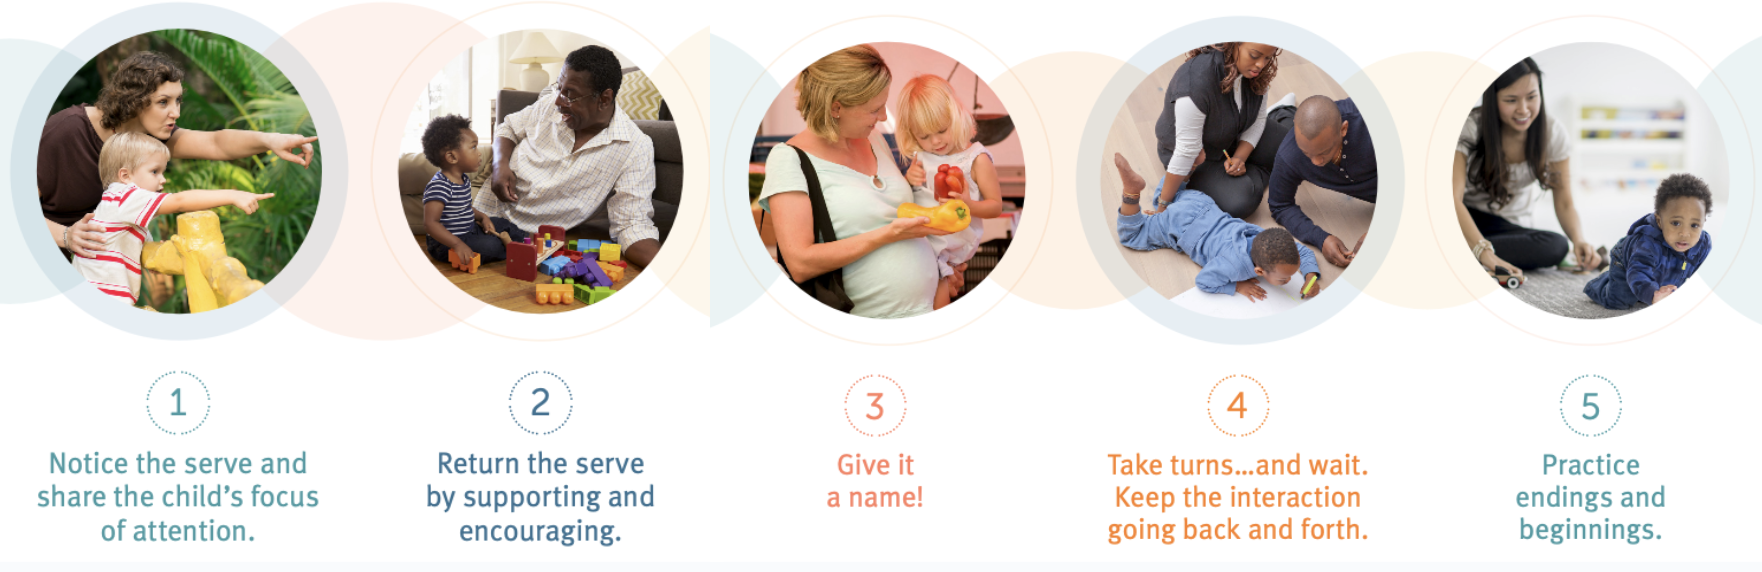 1
Notice the serve and
share the child's focus
of attention.
2
Return the serve
by supporting and
encouraging.
3
Give it
a name!
4
Take turns...and wait.
Keep the interaction
going back and forth.
5
Practice
endings and
beginnings.